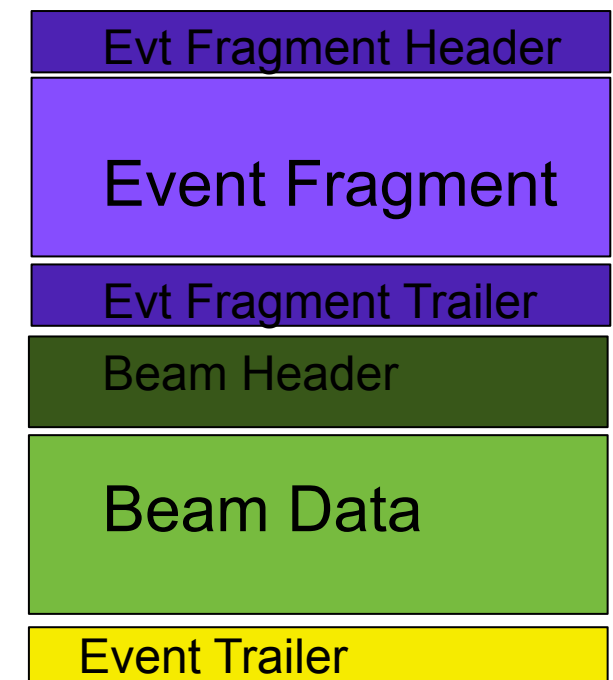 Evt Fragment Header
Event Fragment
Evt Fragment Trailer
Beam Header
Beam Data
Event Trailer